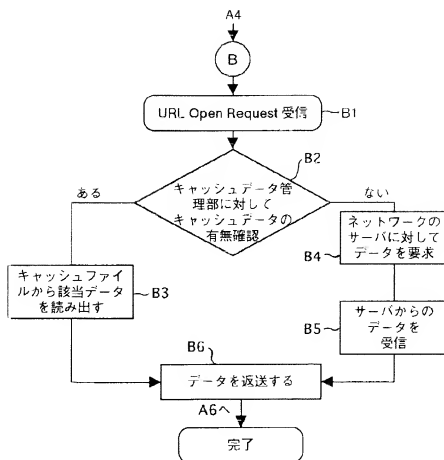 A4
B
URL Open Request 受信
B1
B2
キャッシュデータ管
理部に対して
キャッシュデータの
有無確認
ある
ない
キャッシュファイ
ルから該当データ
を読み出す
B3
ネットワークの
サーバに対して
データを要求
B4
サーバからの
データを
受信
B5
B6
データを返送する
A6へ
完了